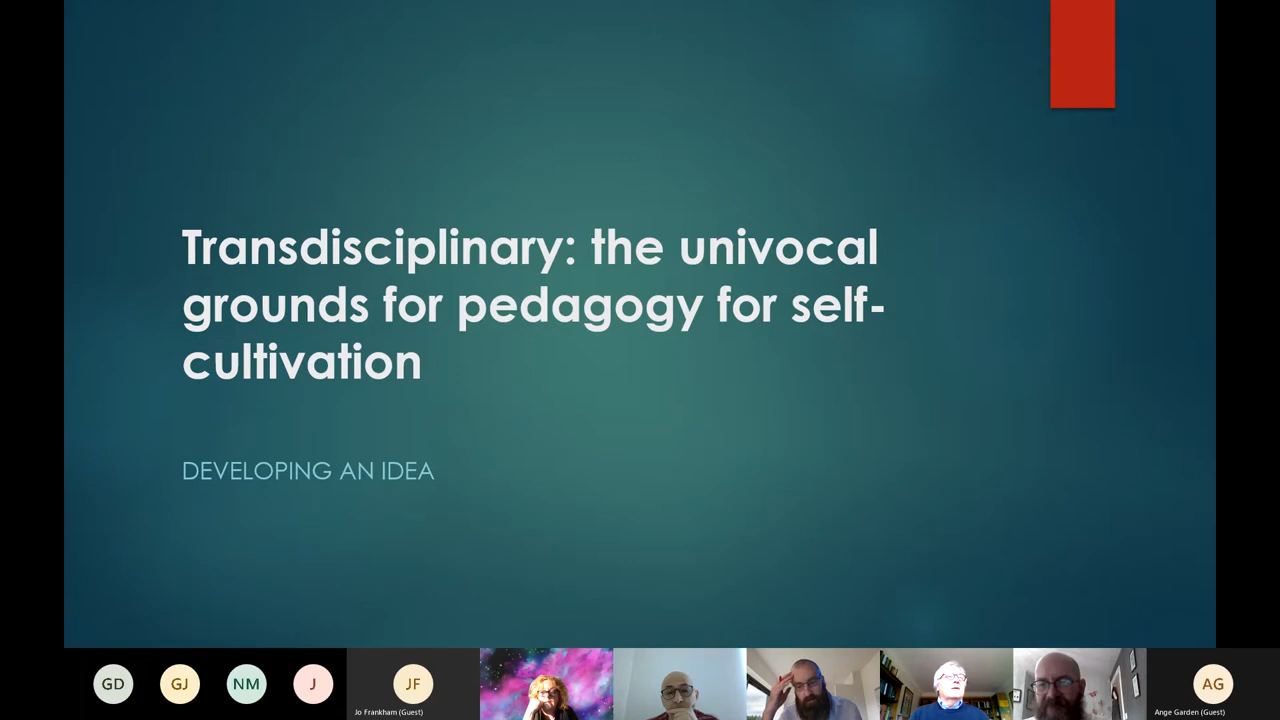 Transdisciplinary: the univocal
grounds for pedagogy for self-
cultivation
DEVELOPING AN IDEA
GD
GJ
NM
J
JF
Jo Frankham (Guest)
AG
Ange Garden (Guest)